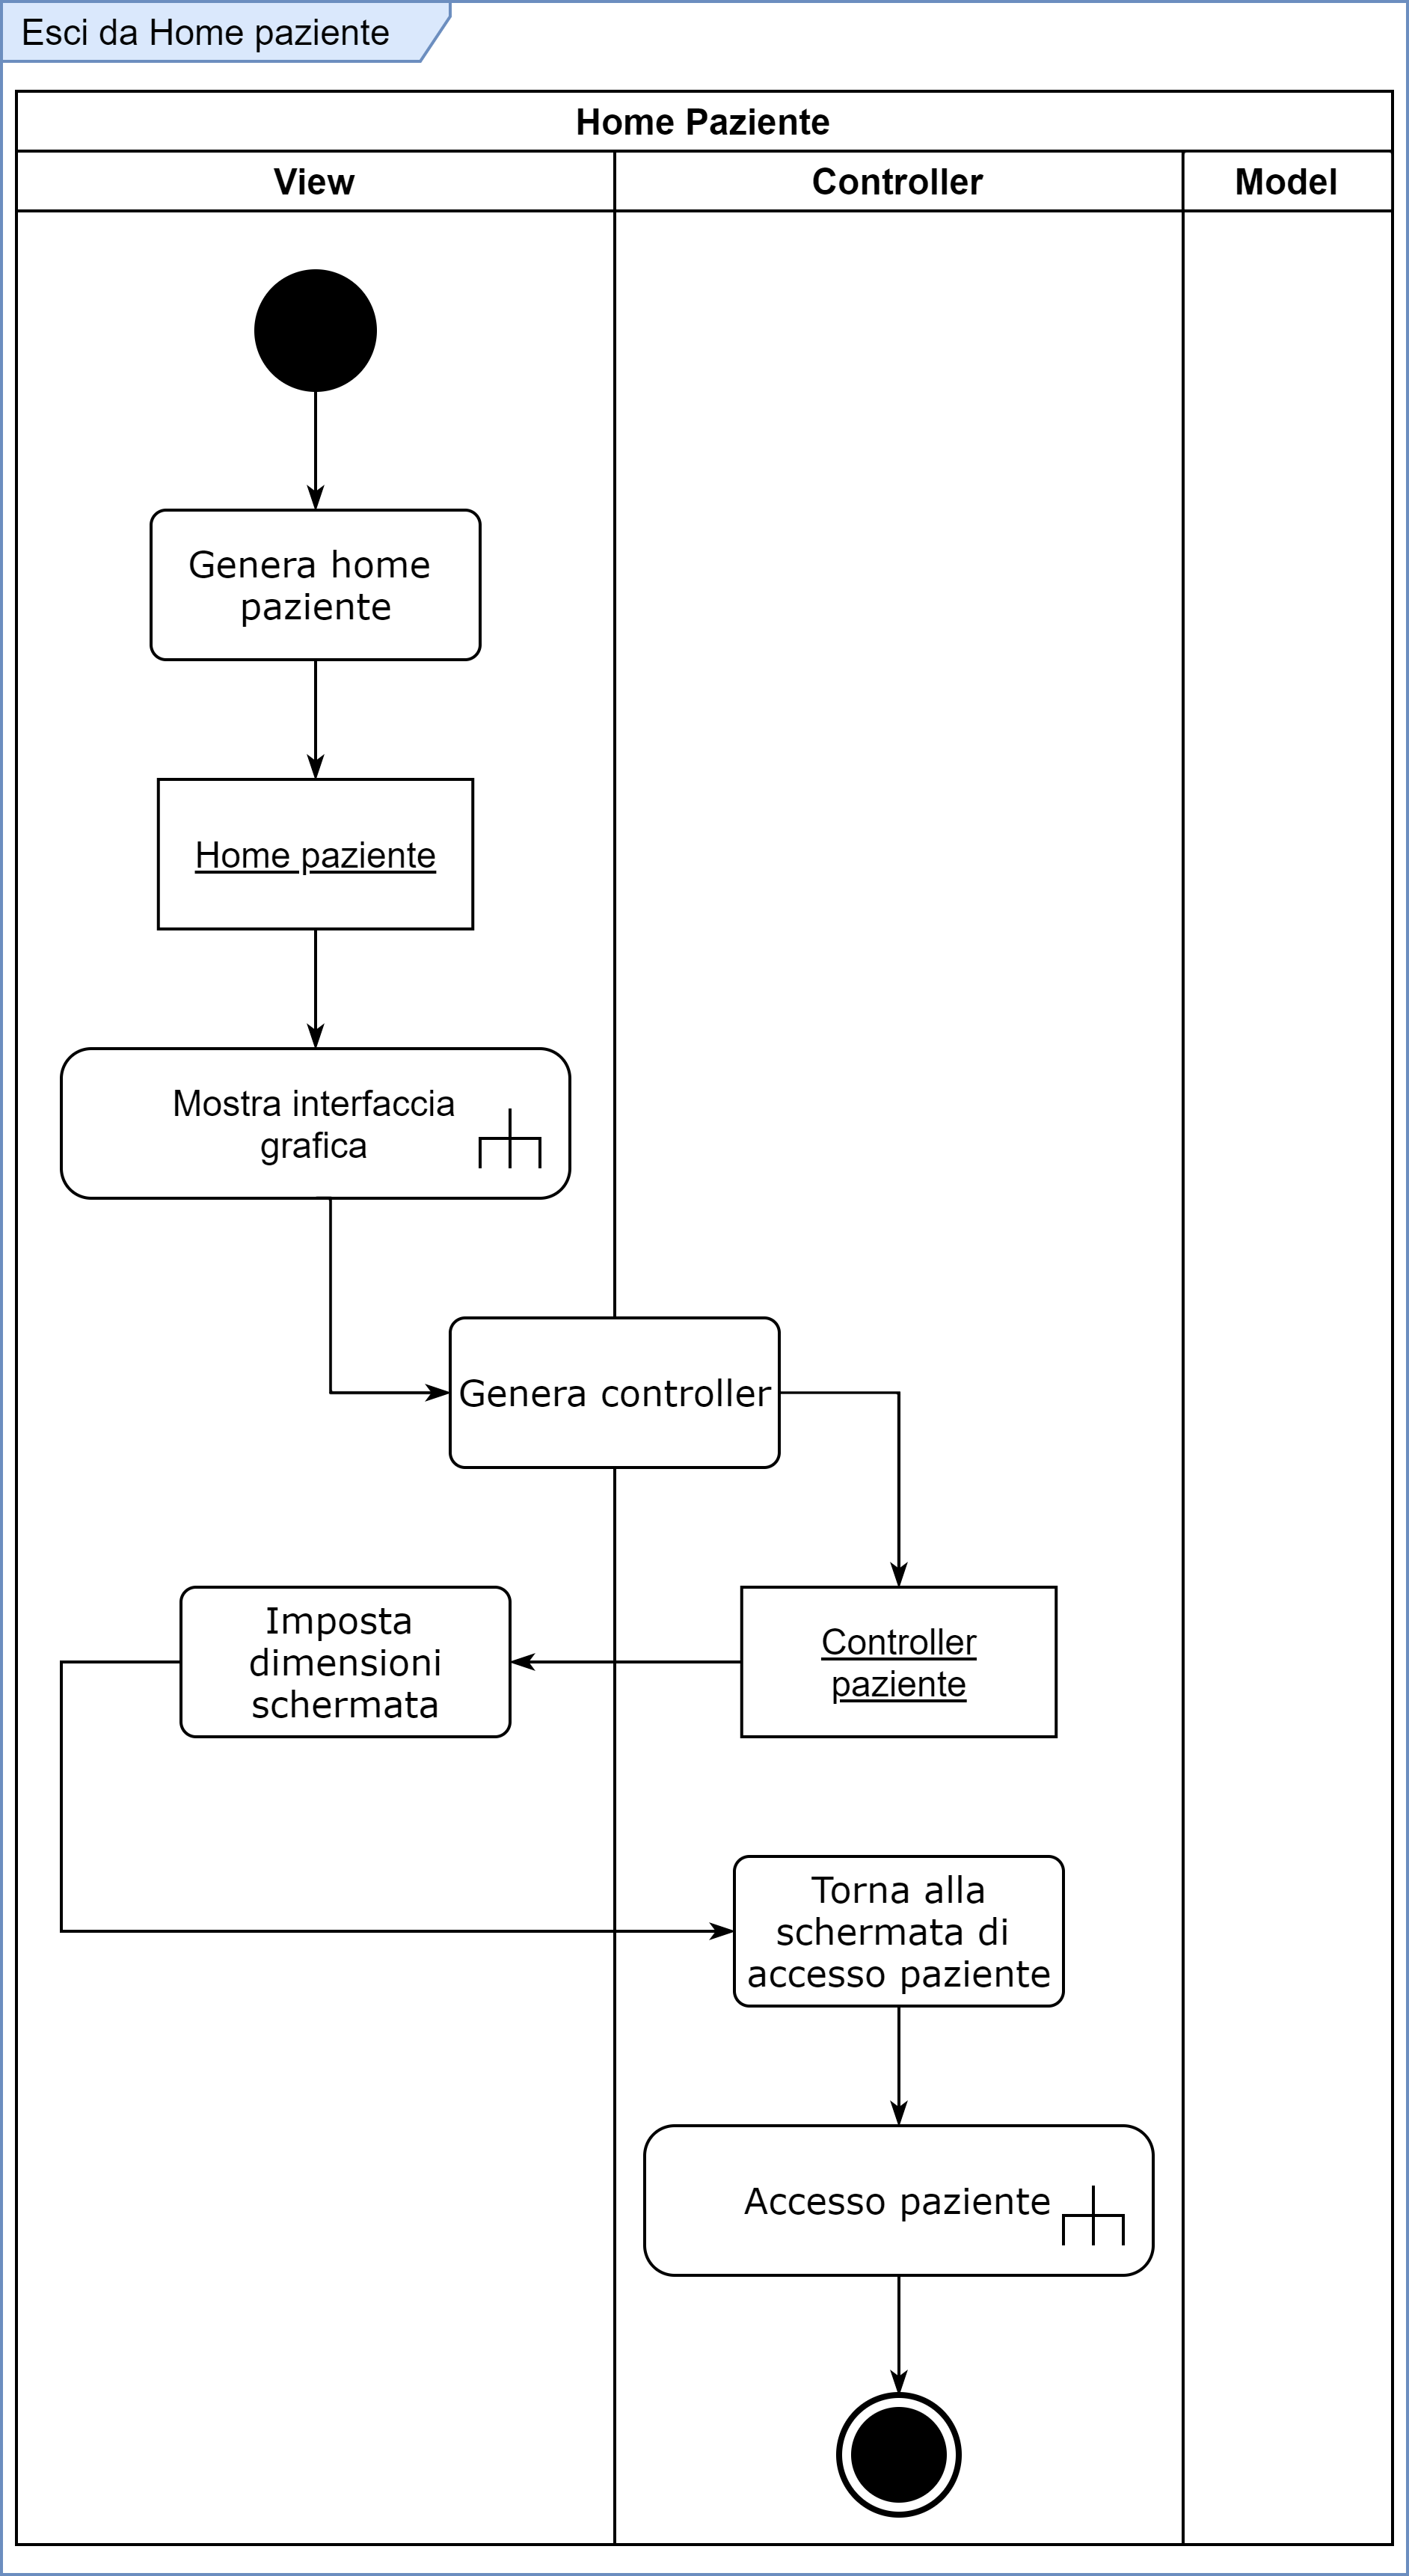 Esci da Home paziente
Home Paziente
View
Controller
Model
Genera home
paziente
Home paziente
Mostra interfaccia
grafica
Genera controller
Imposta
dimensioni
schermata
Controller
paziente
Torna alla
schermata di
accesso paziente
Accesso paziente